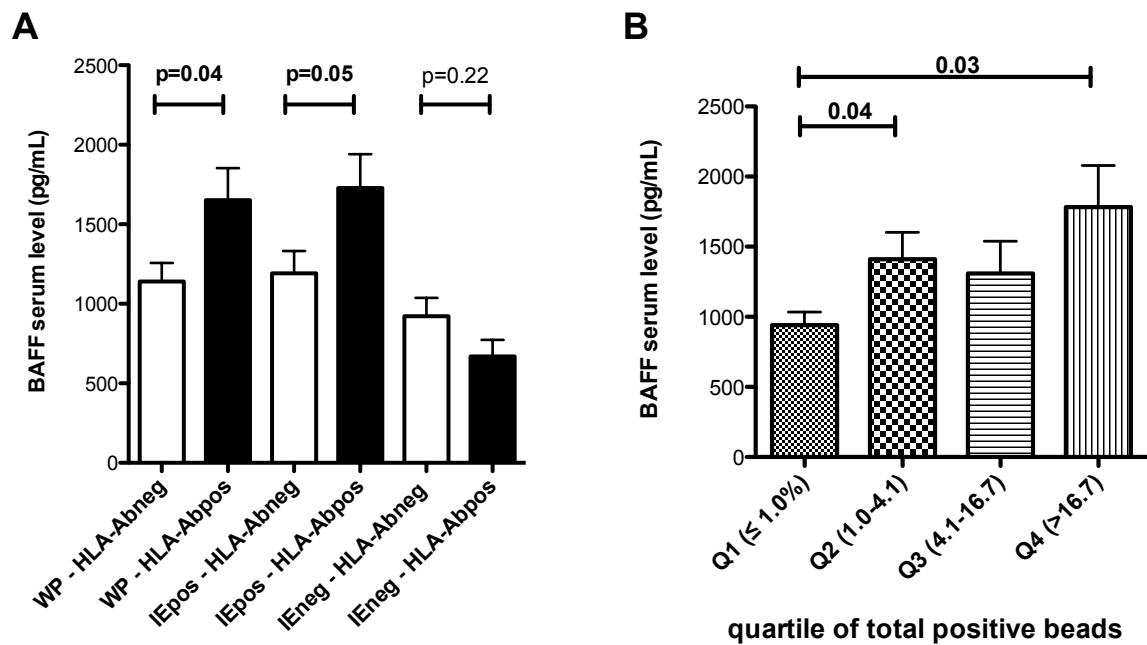 A
BAFF serum level (pg/mL)
2500
2000
1500
1000
500
0
p=0.04
p=0.05
p=0.22
WP - HLA-Abneg
WP - HLA-Abpos
IEpos - HLA-Abneg
IEpos - HLA-Abpos
IEneg - HLA-Abneg
IEneg - HLA-Abpos
B
BAFF serum level (pg/mL)
2500
2000
1500
1000
500
0
0.03
0.04
Q1 (≤ 1.0%)
Q2 (1.0-4.1)
Q3 (4.1-16.7)
Q4 (>16.7)
quartile of total positive beads